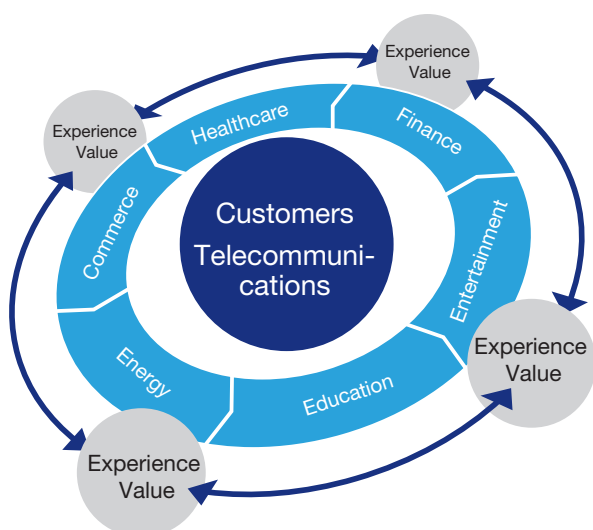 Experience
Value
Experience
Value
Healthcare
Finance
Commerce
Customers
Telecommuni-
cations
Entertainment
Energy
Education
Experience
Value
Experience
Value